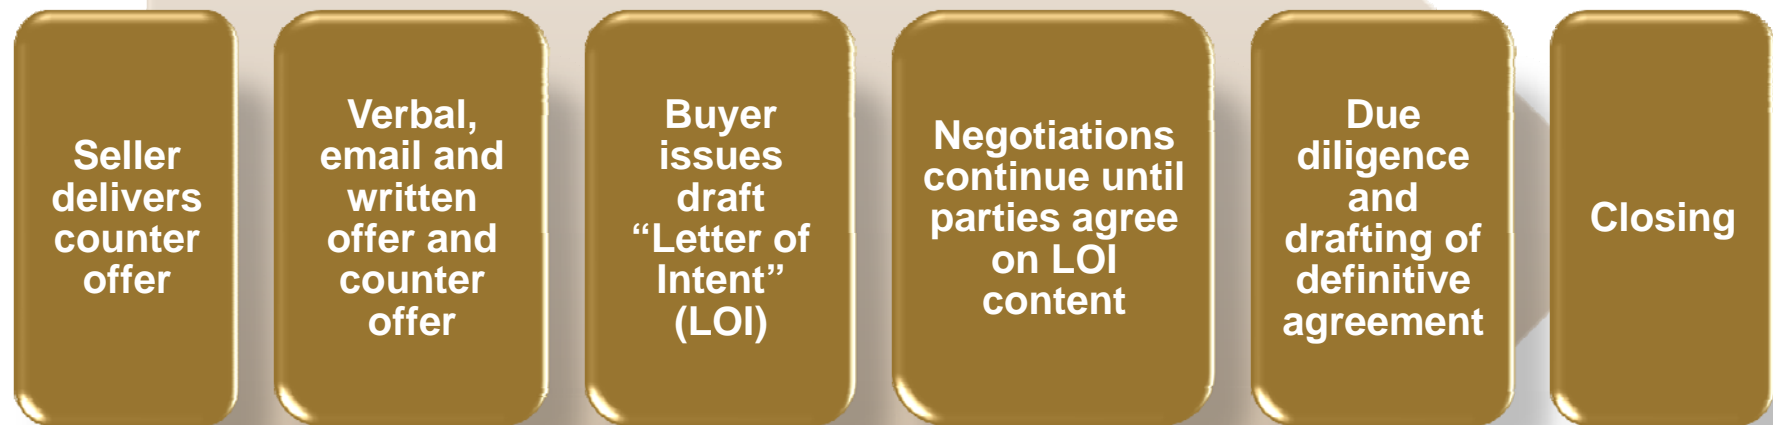 Seller
delivers
counter
offer
Verbal,
email and
written
offer and
counter
offer
Buyer
issues
draft
“Letter of
Intent”
(LOI)
Negotiations
continue until
parties agree
on LOI
content
Due
diligence
and
drafting of
definitive
agreement
Closing